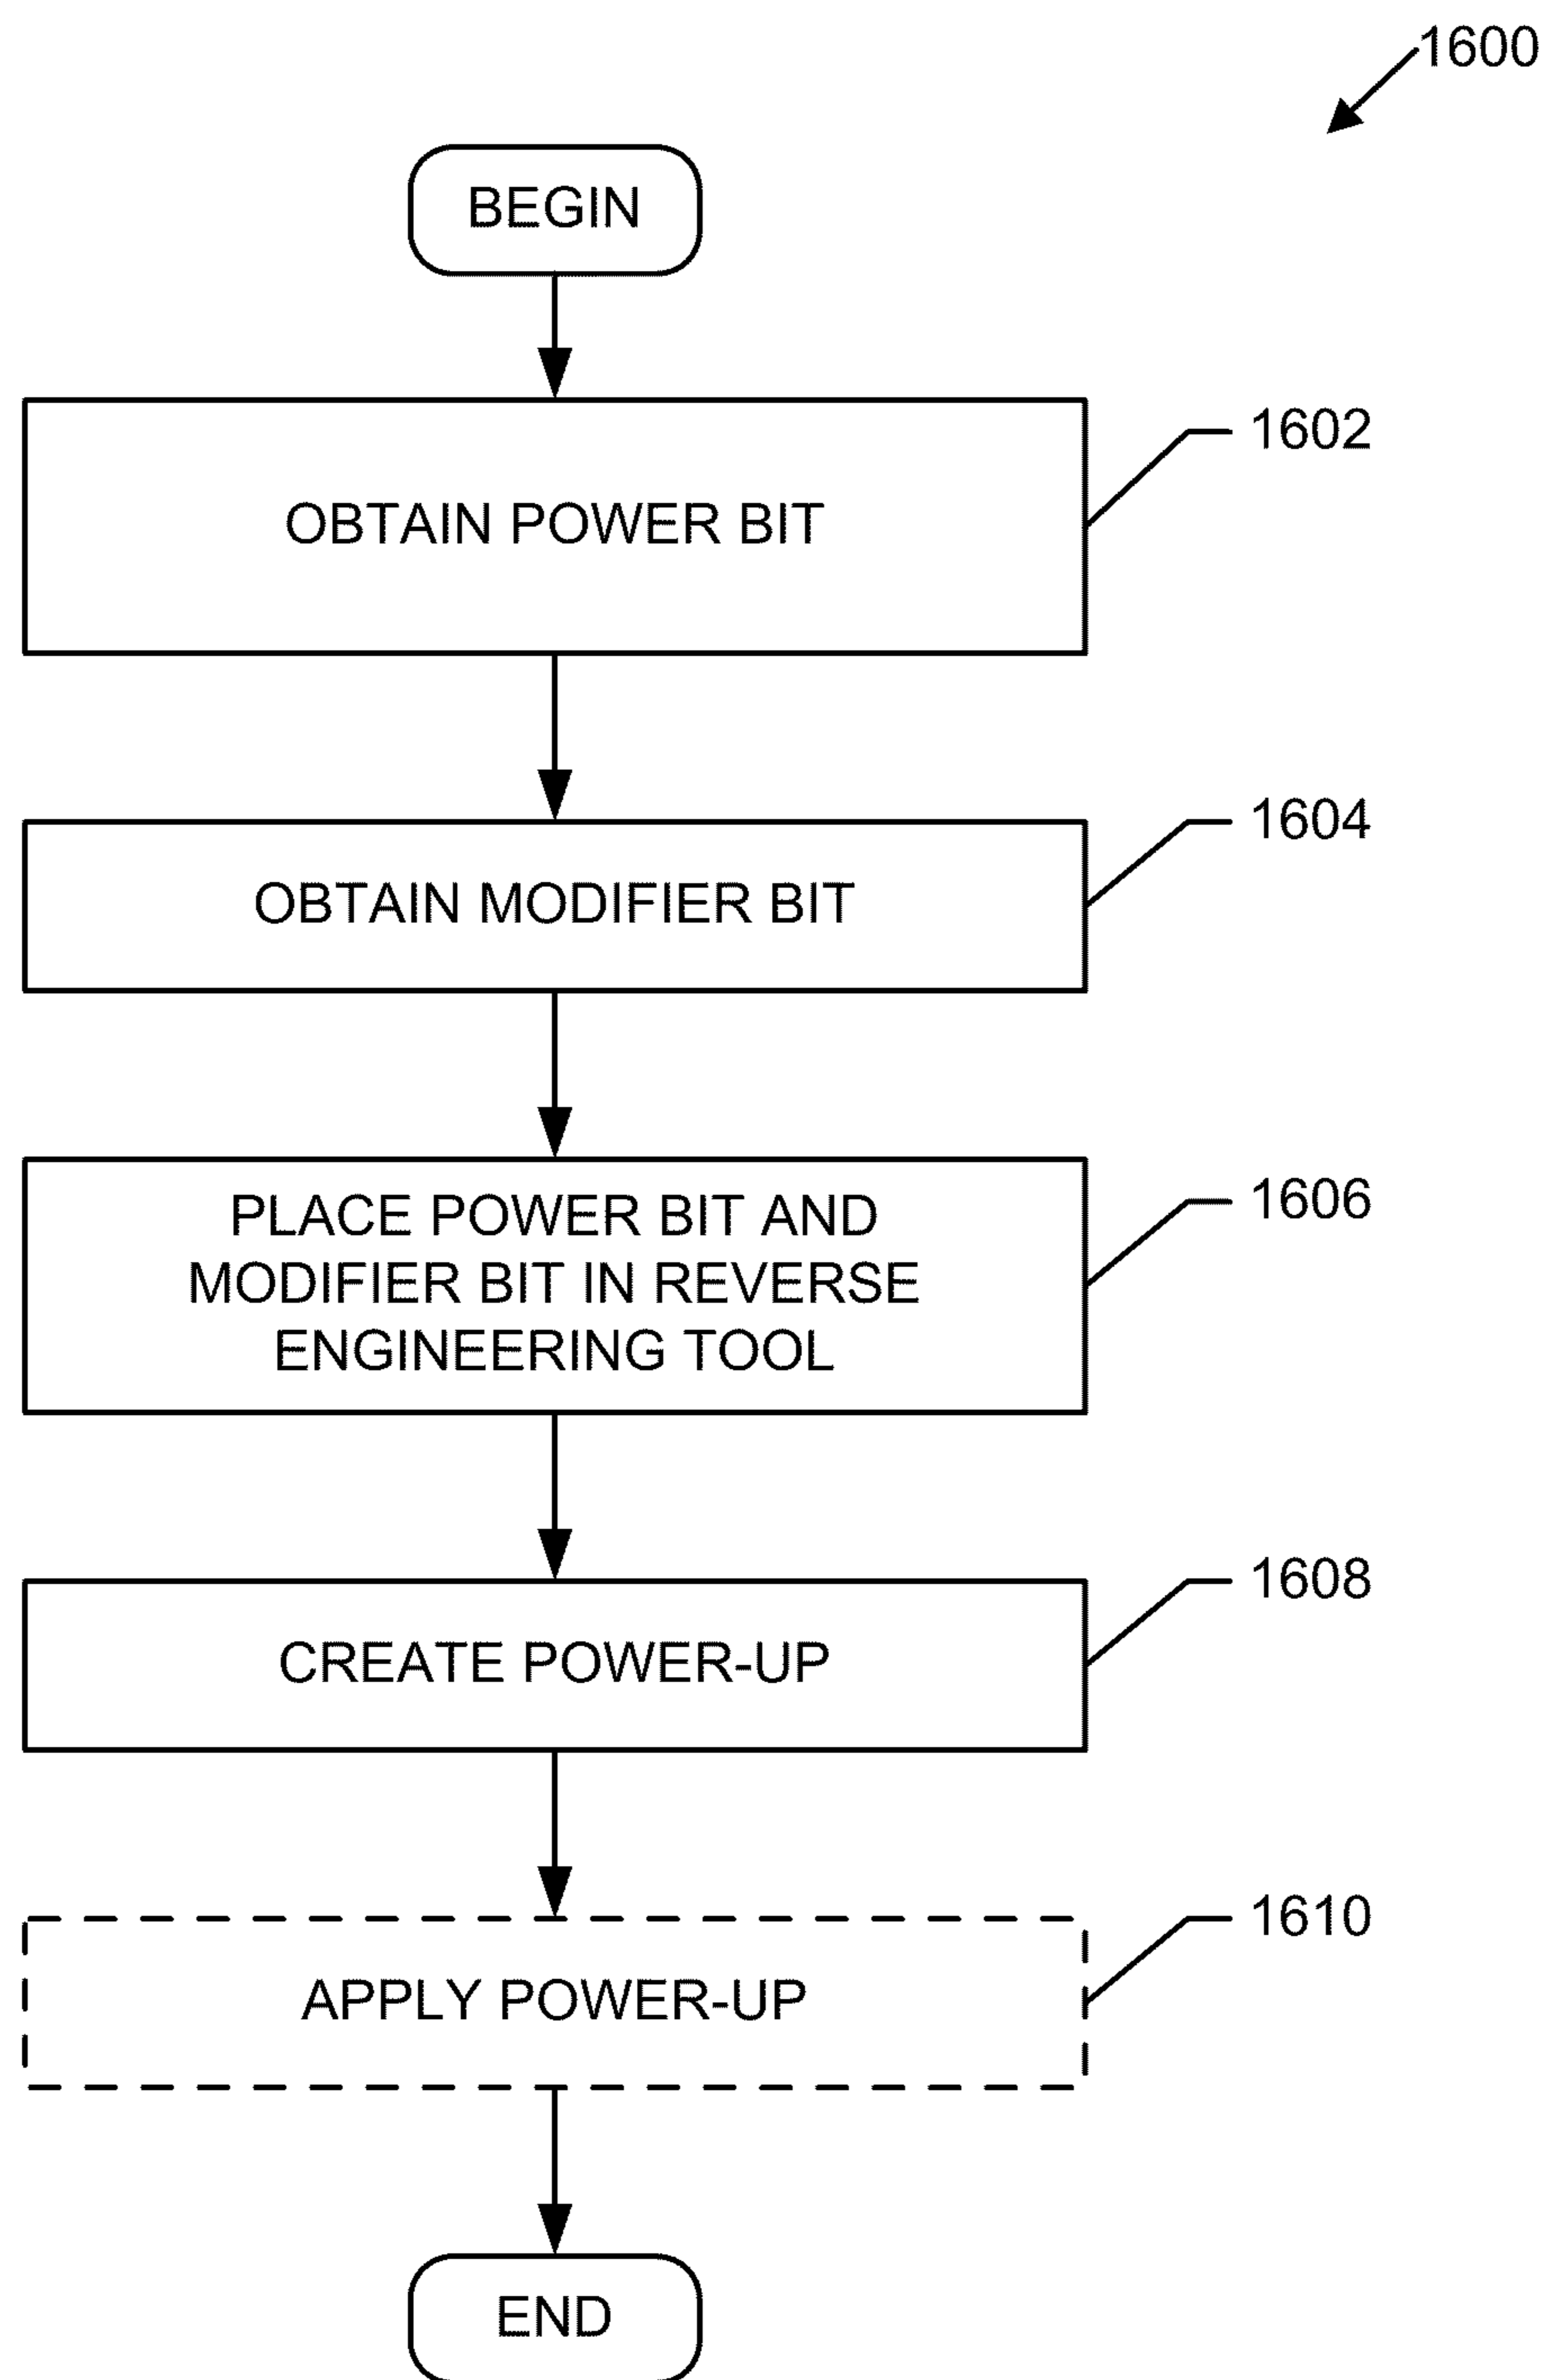 1600
BEGIN
1602
OBTAIN POWER BIT
1604
OBTAIN MODIFIER BIT
1606
PLACE POWER BIT AND
MODIFIER BIT IN REVERSE
ENGINEERING TOOL
1608
CREATE POWER-UP
1610
APPLY POWER-UP
END